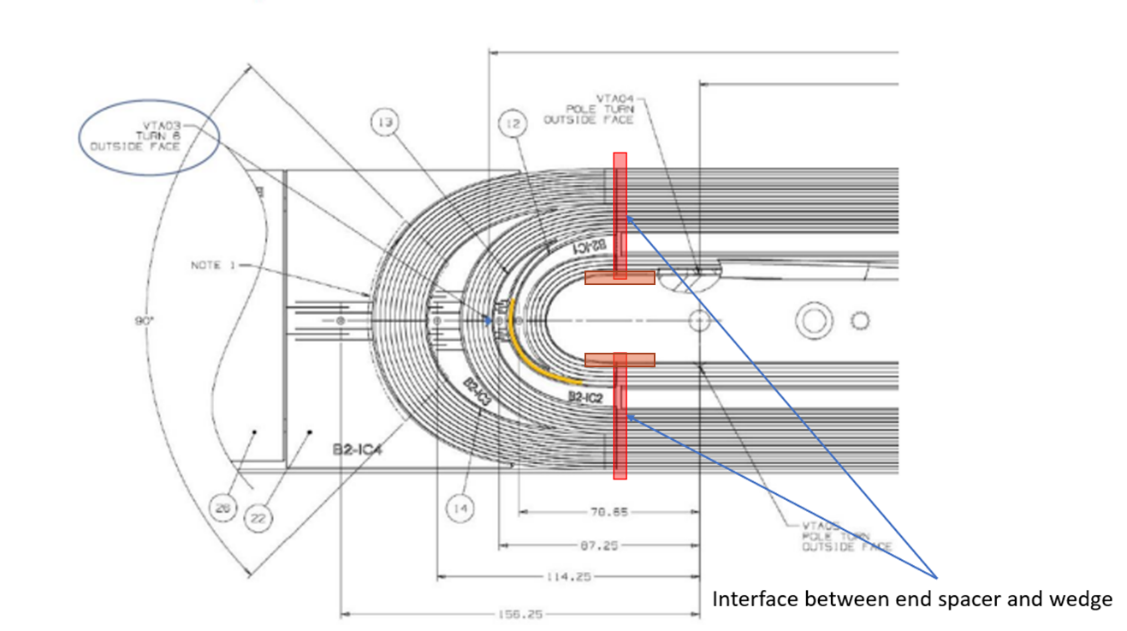 VTA04
POLE TURN
OUTSIDE FACE
VTA03
TURN 6
OUTSIDE FACE
13
12
B2-IC1
NOTE 1
90°
B2-IC3
B2-IC2
B2-IC4
26
22
14
78.65
87.25
114.25
156.25
VTA05
POLE TURN
OUTSIDE FACE
Interface between end spacer and wedge